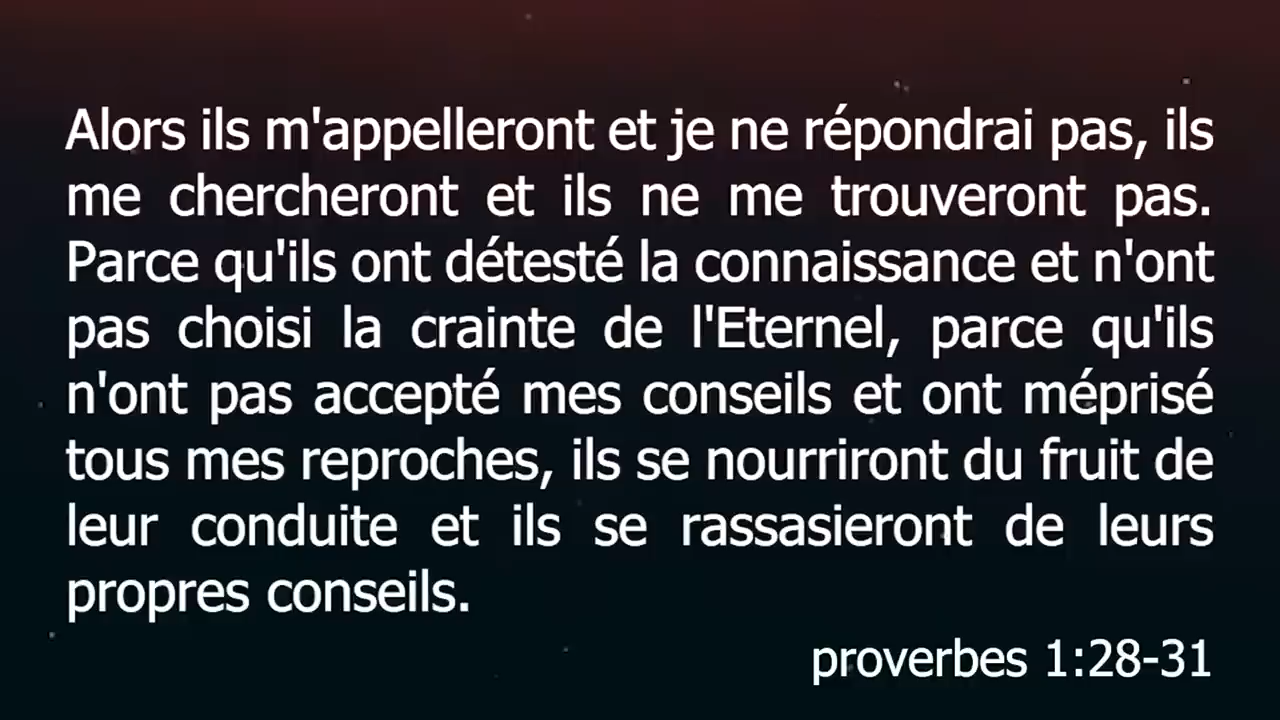 Alors ils m'appelleront et je ne répondrai pas, ils
me chercheront et ils ne me trouveront pas.
Parce qu'ils ont détesté la connaissance et n'ont
pas choisi la crainte de l'Eternel, parce qu'ils
n'ont pas accepté mes conseils et ont méprisé
tous mes reproches, ils se nourriront du fruit de
leur conduite et ils se rassasieront de leurs
propres conseils.
proverbes 1:28-31